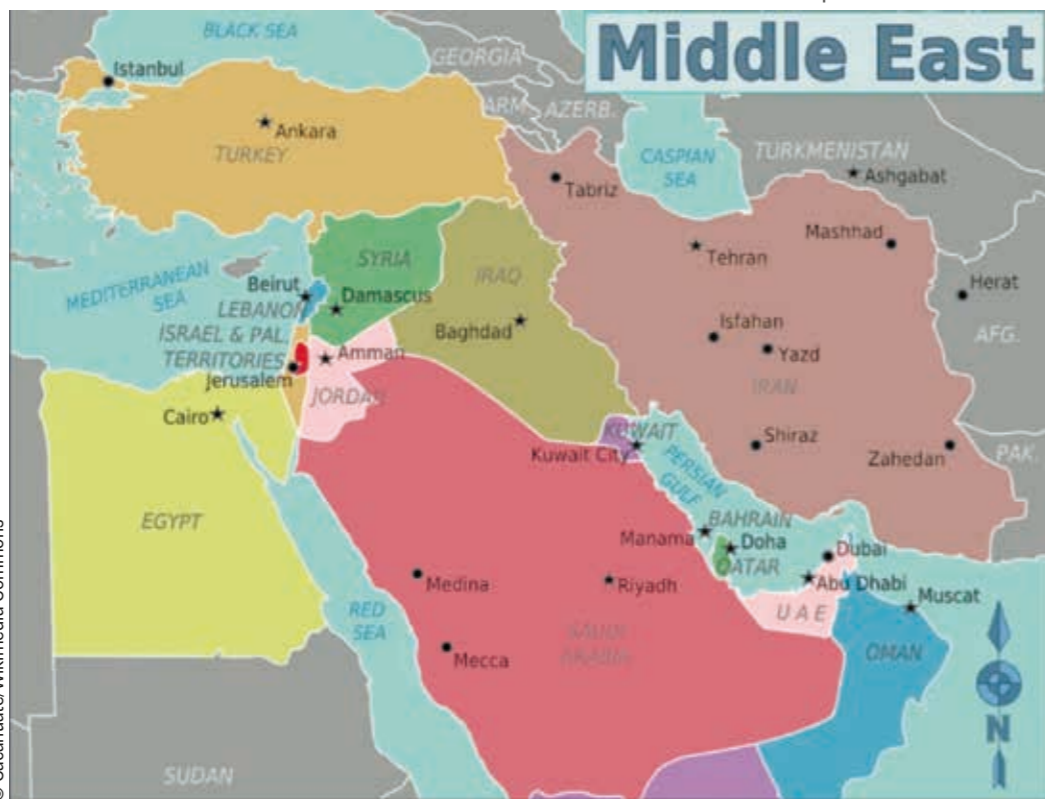 Middle East
BLACK SEA
GEORGIA
Istanbul
ARM.
AZERB.
Ankara
TURKEY
CASPIAN
SEA
TURKMENISTAN
Ashgabat
Tabriz
Mashhad
Tehran
SYRIA
IRAQ
MEDITERRANEAN
SEA
Beirut
Damascus
LEBANON
Herat
Baghdad
Isfahan
AFG.
ISRAEL & PAL.
TERRITORIES
Amman
Yazd
Jerusalem
JORDAN
IRAN
Cairo
KUWAIT
Shiraz
Kuwait City
Zahedan
PAK.
PERSIAN
GULF
EGYPT
BAHRAIN
Manama
Doha
Dubai
QATAR
Medina
Riyadh
Abu Dhabi
Muscat
RED
SEA
UAE
SAUDI
ARABIA
Mecca
OMAN
N
SUDAN
/Wikimedia Commons